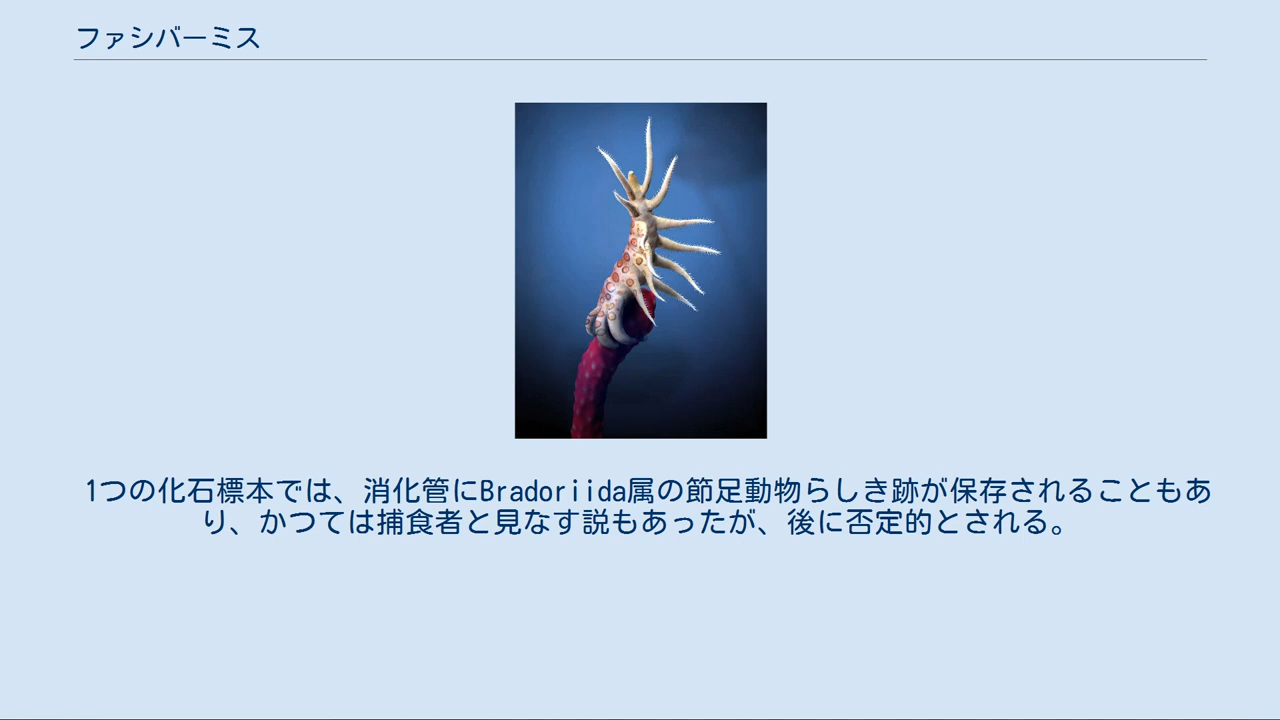 ファシバーミス
1つの化石標本では、消化管にBradoriida属の節足動物らしき跡が保存されることもあ
り、かつては捕食者と見なす説もあったが、後に否定的とされる。